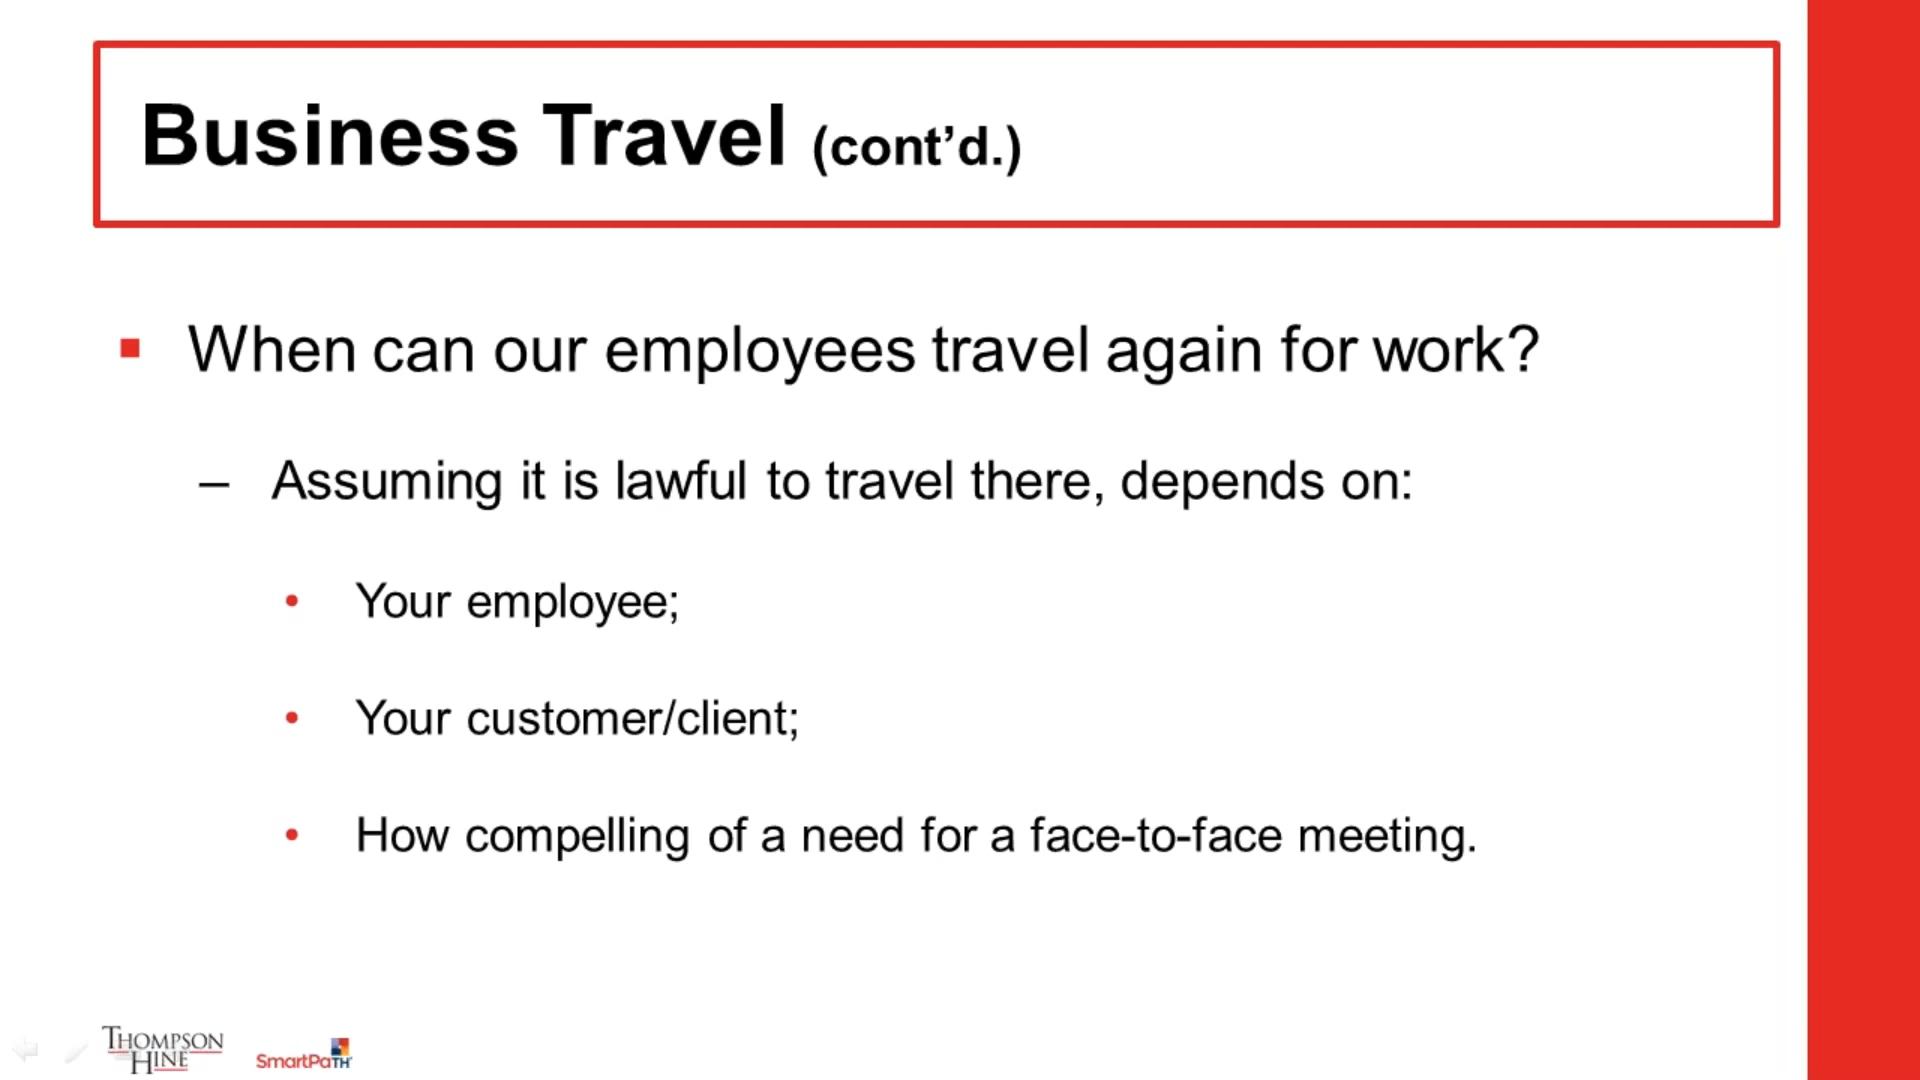 Business Travel (cont’d.)
When can our employees travel again for work?
– Assuming it is lawful to travel there, depends on:
• Your employee;
• Your customer/client;
• How compelling of a need for a face-to-face meeting.
THOMPSON
HINE
SmartPaTH